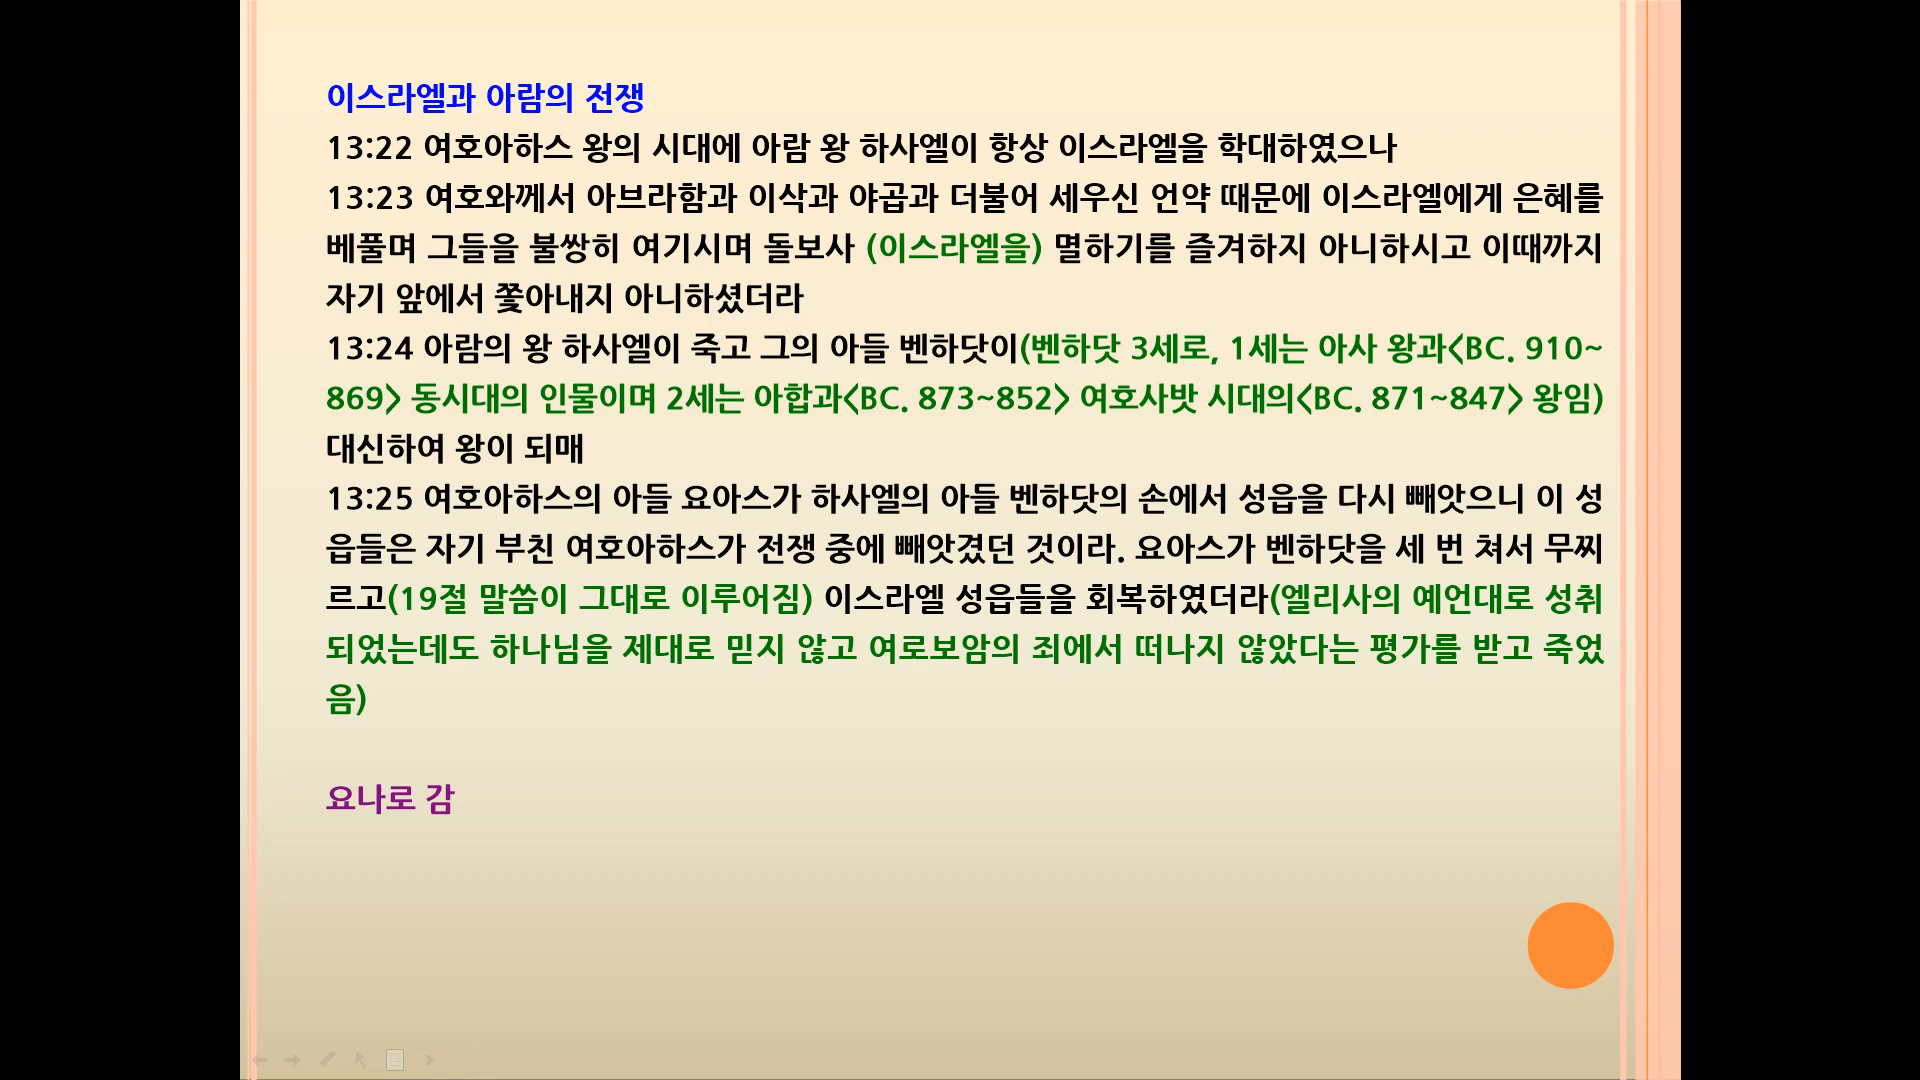 이스라엘과 아람의 전쟁
13:22 여호아하스 왕의 시대에 아람 왕 하사엘이 항상 이스라엘을 학대하였으나
13:23 여호와께서 아브라함과 이삭과 야곱과 더불어 세우신 언약 때문에 이스라엘에게 은혜를
베풀며 그들을 불쌍히 여기시며 돌보사 (이스라엘을) 멸하기를 즐겨하지 아니하시고 이때까지
자기 앞에서 쫓아내지 아니하셨더라
13:24 아람의 왕 하사엘이 죽고 그의 아들 벤하닷이(벤하닷 3세로, 1세는 아사 왕과<BC. 910~
869> 동시대의 인물이며 2세는 아합과<BC. 873~852> 여호사밧 시대의<BC. 871~847> 왕임)
대신하여 왕이 되매
13:25 여호아하스의 아들 요아스가 하사엘의 아들 벤하닷의 손에서 성읍을 다시 빼앗으니 이 성
읍들은 자기 부친 여호아하스가 전쟁 중에 빼앗겼던 것이라. 요아스가 벤하닷을 세 번 쳐서 무찌
르고(19절 말씀이 그대로 이루어짐) 이스라엘 성읍들을 회복하였더라(엘리사의 예언대로 성취
되었는데도 하나님을 제대로 믿지 않고 여로보암의 죄에서 떠나지 않았다는 평가를 받고 죽었
음)
요나로 감